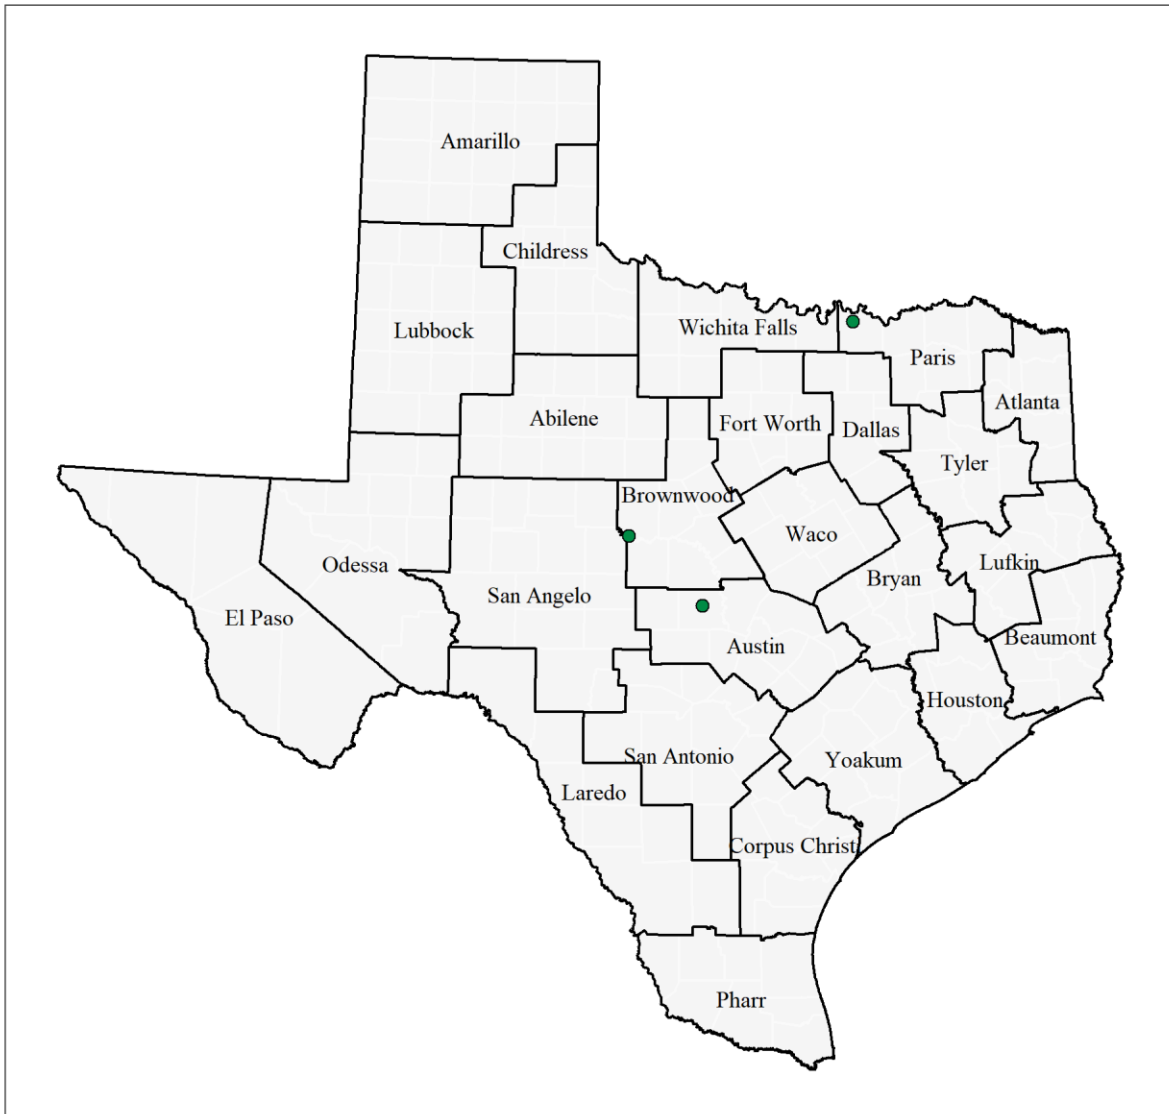 Amarillo
Childress
Wichita Falls
Lubbock
Paris
Atlanta
Abilene
Fort Worth
Dallas
Tyler
Brownwood
Waco
Lufkin
Odessa
Bryan
San Angelo
El Paso
Beaumont
Austin
Houston
San Antonio
Yoakum
Laredo
Corpus Christ
Pharr